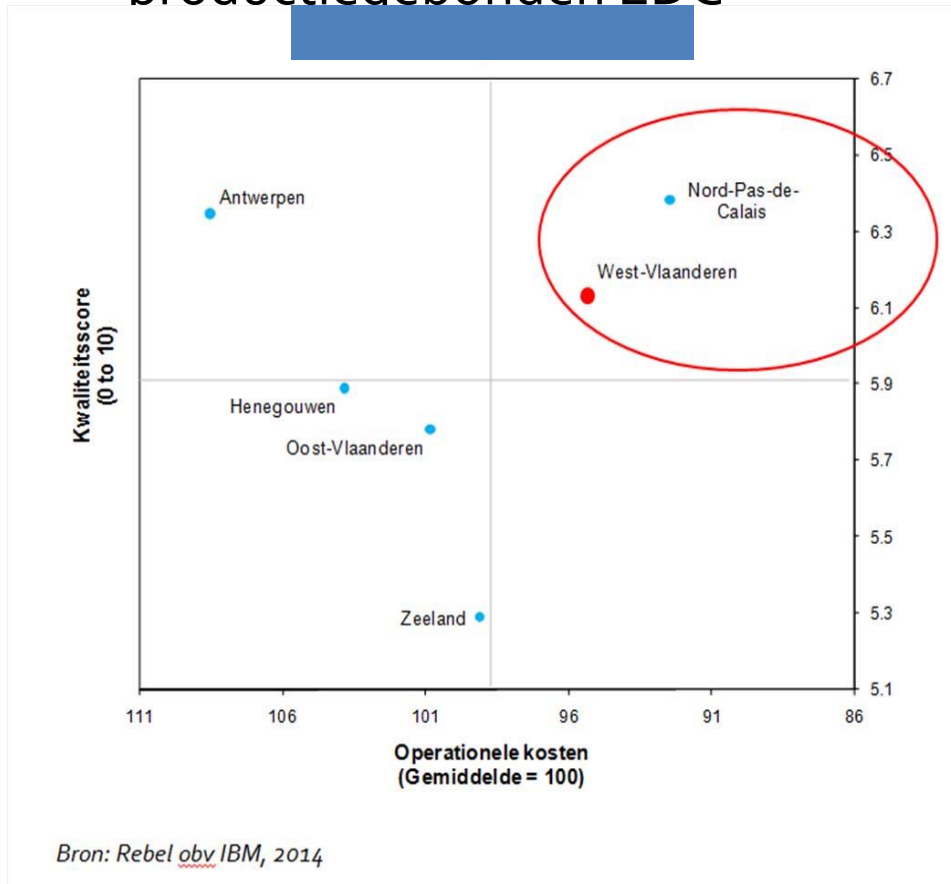 productiegebonden EDC
6.7
6.5
Antwerpen
Nord-Pas-de-
Calais
6.3
West-Vlaanderen
6.1
Kwaliteitsscore
(0 to 10)
5.9
Henegouwen
Oost-Vlaanderen
5.7
5.5
Zeeland
5.3
5.1
111 106 101 96 91 86
Operationele kosten
(Gemiddelde = 100)
Bron: Rebel obv IBM, 2014